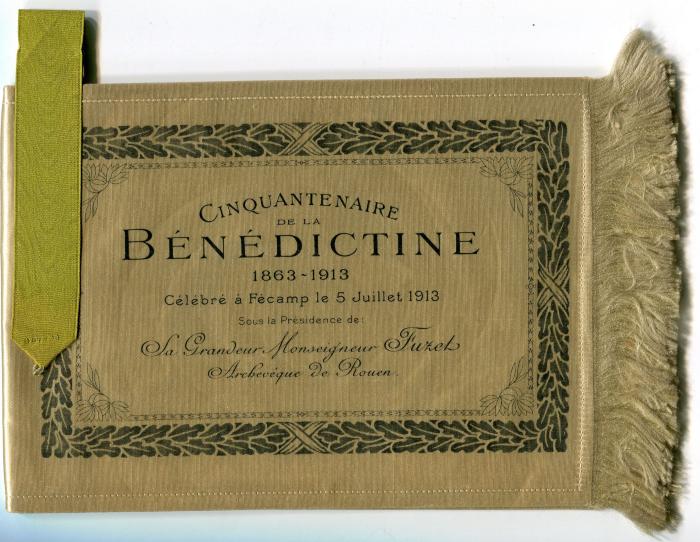 CINQUANTENAIRE
DE LA
BÉNÉDICTINE
1863-1913
Célébré à Fécamp le 5 Juillet 1913
Sous la Présidence de:
Sa Grandeur Monseigneur Fuzet
Archevêque de Rouen.